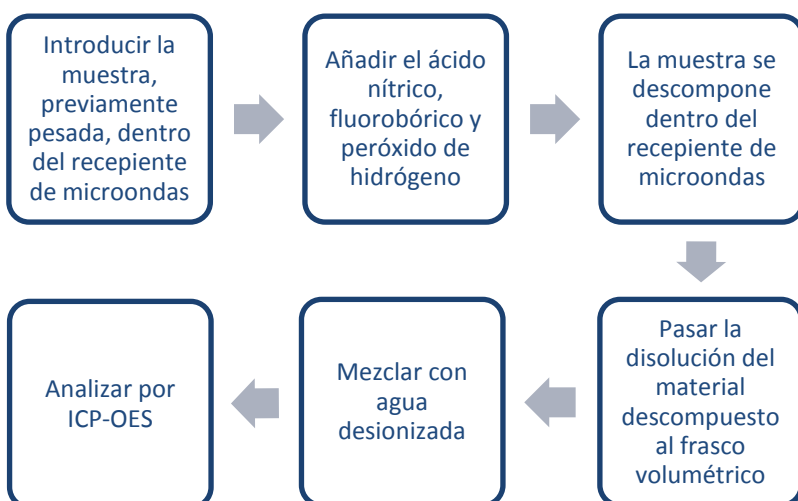 Introducir la
muestra,
previamente
pesada, dentro
del recepiente
de microondas
Añadir el ácido
nítrico,
fluorobórico y
peróxido de
hidrógeno
La muestra se
descompone
dentro del
recepiente de
microondas
Pasar la
disolución del
material
descompuesto
al frasco
volumétrico
Mezclar con
agua
desionizada
Analizar por
ICP-OES